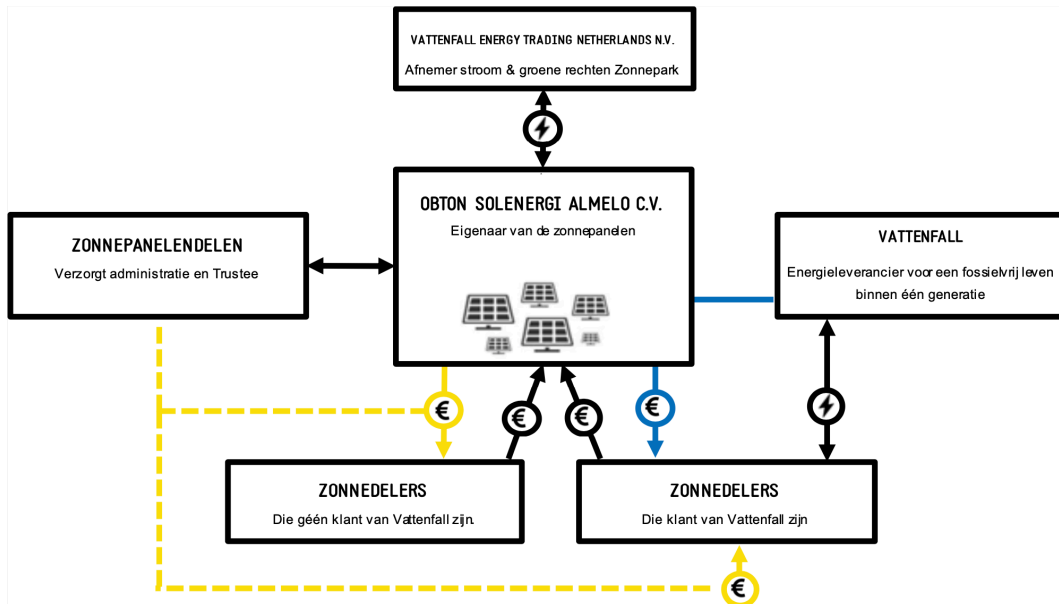 VATTENFALL ENERGY TRADING NETHERLANDS N.V.
Afnemer stroom & groene rechten Zonnepark
OBTON SOLENERGI ALMELO C.V.
Eigenaar van de zonnepanelen
ZONNEPANELENDELEN
Verzorgt administratie en Trustee
VATTENFALL
Energieleverancier voor een fossielvrij leven
binnen één generatie
€
€
€
€
ZONNEDELERS
Die géén klant van Vattenfall zijn.
ZONNEDELERS
Die klant van Vattenfall zijn
€